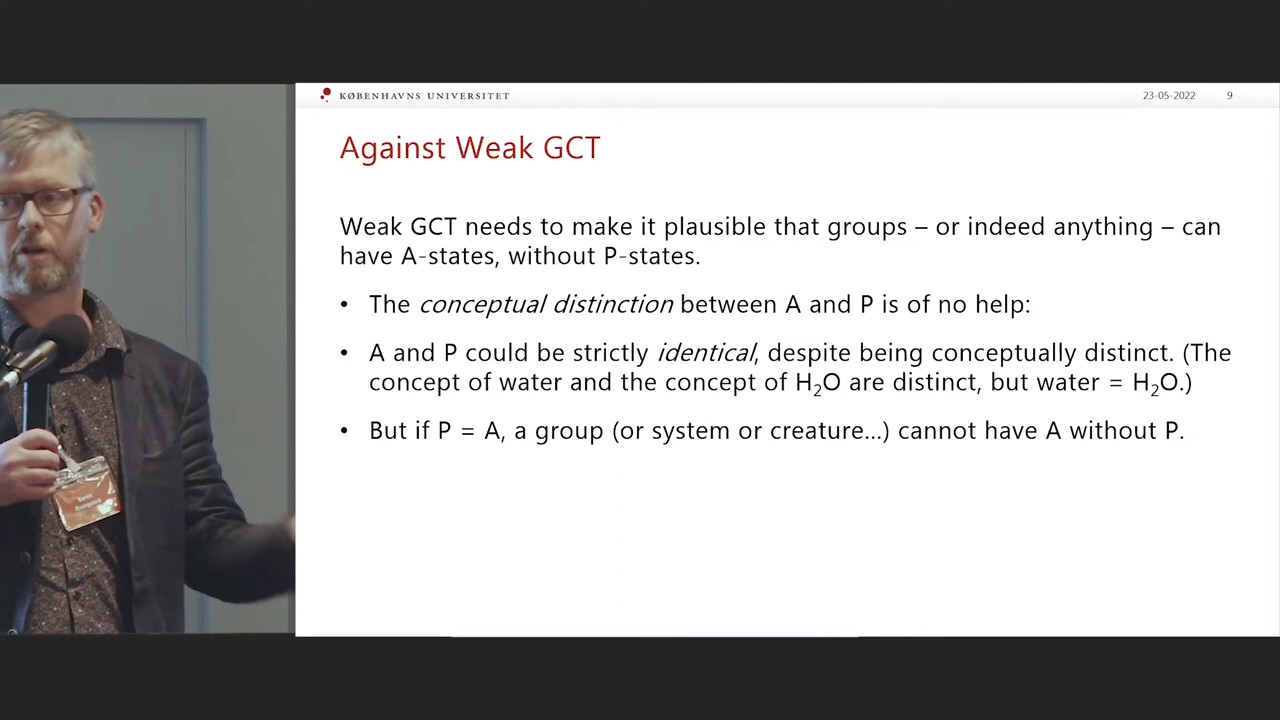 KØBENHAVNS UNIVERSITET
23-05-2022 9
Against Weak GCT
Weak GCT needs to make it plausible that groups – or indeed anything – can
have A-states, without P-states.
• The conceptual distinction between A and P is of no help:
• A and P could be strictly identical, despite being conceptually distinct. (The
concept of water and the concept of H₂O are distinct, but water = H₂O.)
• But if P = A, a group (or system or creature…) cannot have A without P.